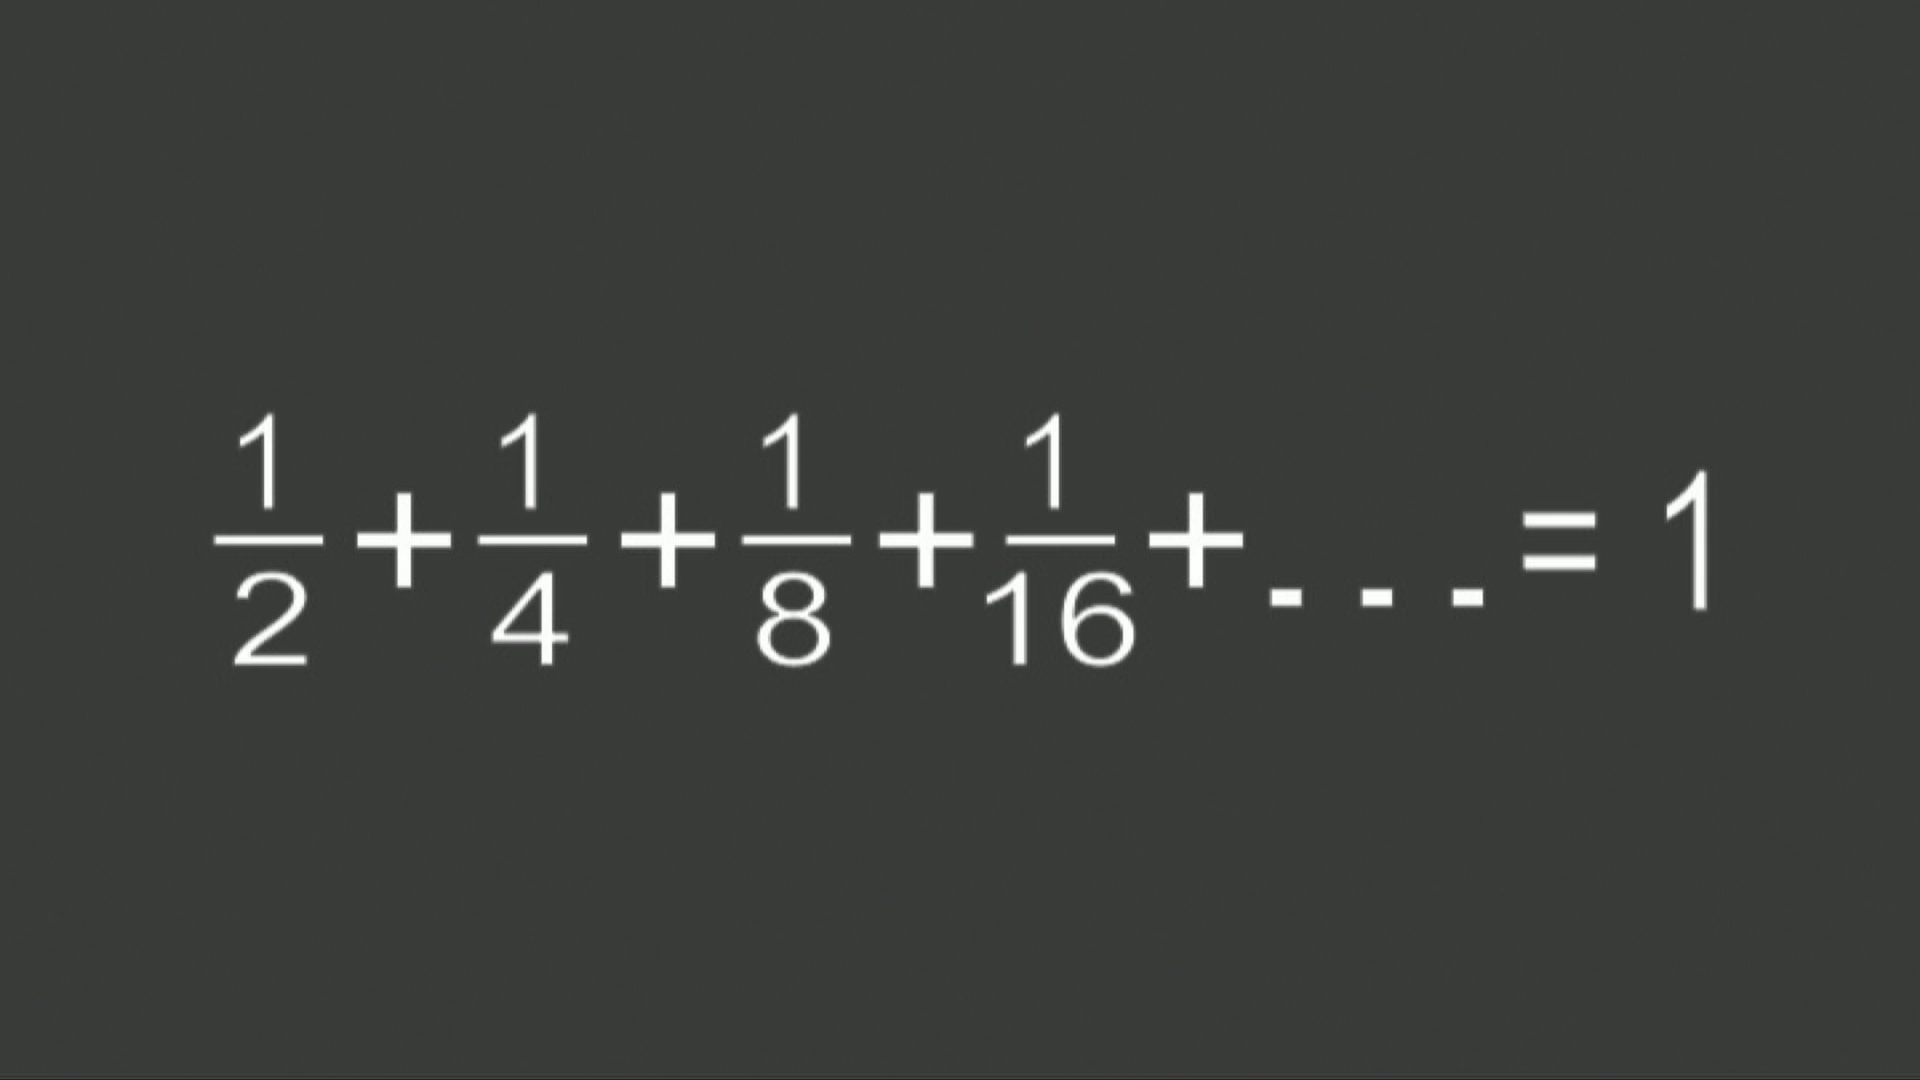 1/2 + 1/4 + 1/8 + 1/16 + . . . = 1